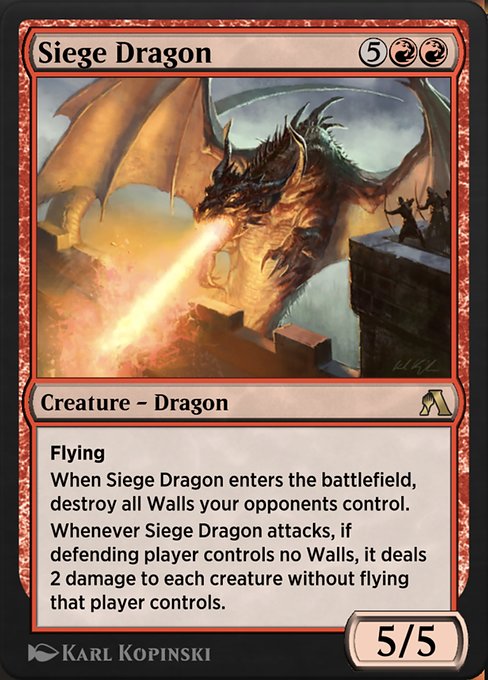 Siege Dragon 5
Creature – Dragon
Flying
When Siege Dragon enters the battlefield,
destroy all Walls your opponents control.
Whenever Siege Dragon attacks, if
defending player controls no Walls, it deals
2 damage to each creature without flying
that player controls.
5/5
Karl Kopinski